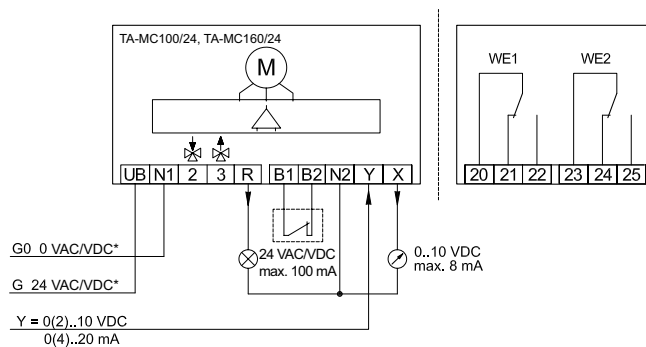 TA-MC100/24, TA-MC160/24
M
UB N1 2 3 R B1 B2 N2 Y X
WE1 WE2
20 21 22 23 24 25
G0 0 VAC/VDC*
G 24 VAC/VDC*
24 VAC/VDC
max. 100 mA
0..10 VDC
max. 8 mA
Y = 0(2)..10 VDC
0(4)..20 mA